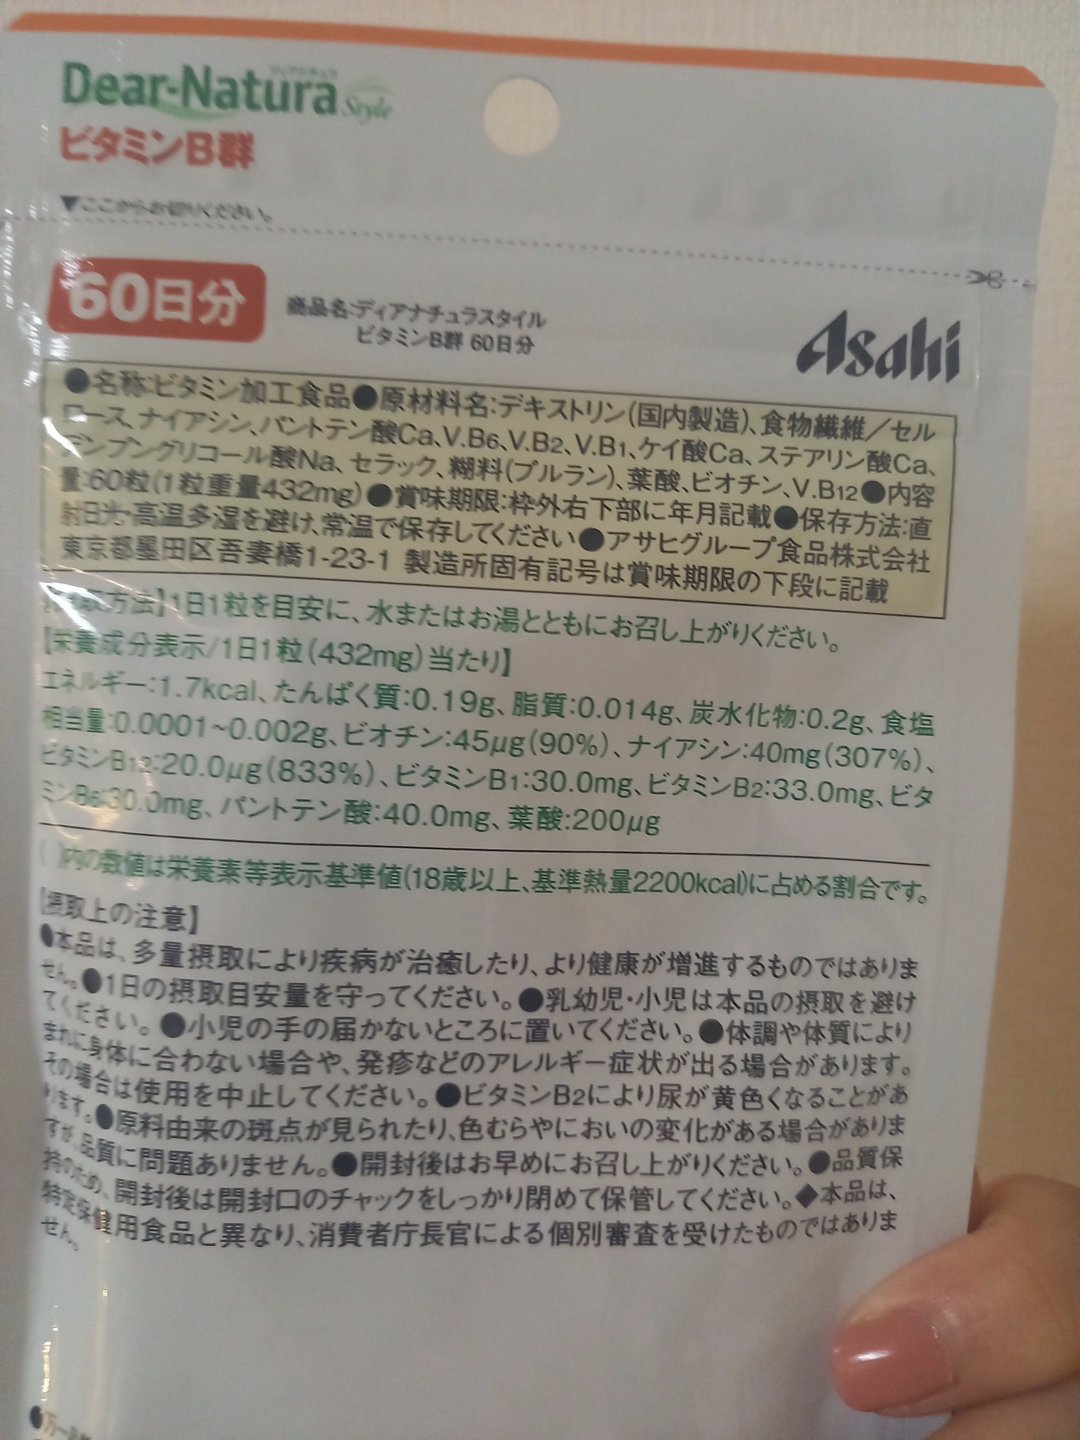 ディアナチュラ
Dear-Natura Style
ビタミンB群
▼ここからお切りください。
60日分
商品名:ディアナチュラスタイル
ビタミンB群 60日分
Asahi
●名称:ビタミン加工食品●原材料名:デキストリン(国内製造)、食物繊維／セル
ロース、ナイアシン、パントテン酸Ca、V.B6、V.B2、V.B1、ケイ酸Ca、ステアリン酸Ca、
デンプングリコール酸Na、セラック、糊料(プルラン)、葉酸、ビオチン、V.B12●内容
量:60粒(1粒重量432mg)●賞味期限:枠外右下部に年月記載●保存方法:直
射日光・高温多湿を避け、常温で保存してください●アサヒグループ食品株式会社
東京都墨田区吾妻橋1-23-1 製造所固有記号は賞味期限の下段に記載
【摂取方法】1日1粒を目安に、水またはお湯とともにお召し上がりください。
【栄養成分表示/1日1粒(432mg)当たり】
エネルギー:1.7kcal、たんぱく質:0.19g、脂質:0.014g、炭水化物:0.2g、食塩
相当量:0.0001~0.002g、ビオチン:45μg(90%)、ナイアシン:40mg(307%)、
ビタミンB12:20.0μg(833%)、ビタミンB1:30.0mg、ビタミンB2:33.0mg、ビタ
ミンB6:30.0mg、パントテン酸:40.0mg、葉酸:200μg
( )内の数値は栄養素等表示基準値(18歳以上、基準熱量2200kcal)に占める割合です。
【摂取上の注意】
●本品は、多量摂取により疾病が治癒したり、より健康が増進するものではありま
せん。●1日の摂取目安量を守ってください。●乳幼児・小児は本品の摂取を避け
てください。●小児の手の届かないところに置いてください。●体調や体質により
まれに身体に合わない場合や、発疹などのアレルギー症状が出る場合があります。
その場合は使用を中止してください。●ビタミンB2により尿が黄色くなることがあ
ります。●原料由来の斑点が見られたり、色むらやにおいの変化がある場合がありま
すが、品質に問題ありません。●開封後はお早めにお召し上がりください。●品質保
持のため、開封後は開封口のチャックをしっかり閉めて保管してください。◆本品は、
特定保健用食品と異なり、消費者庁長官による個別審査を受けたものではありま
せん。